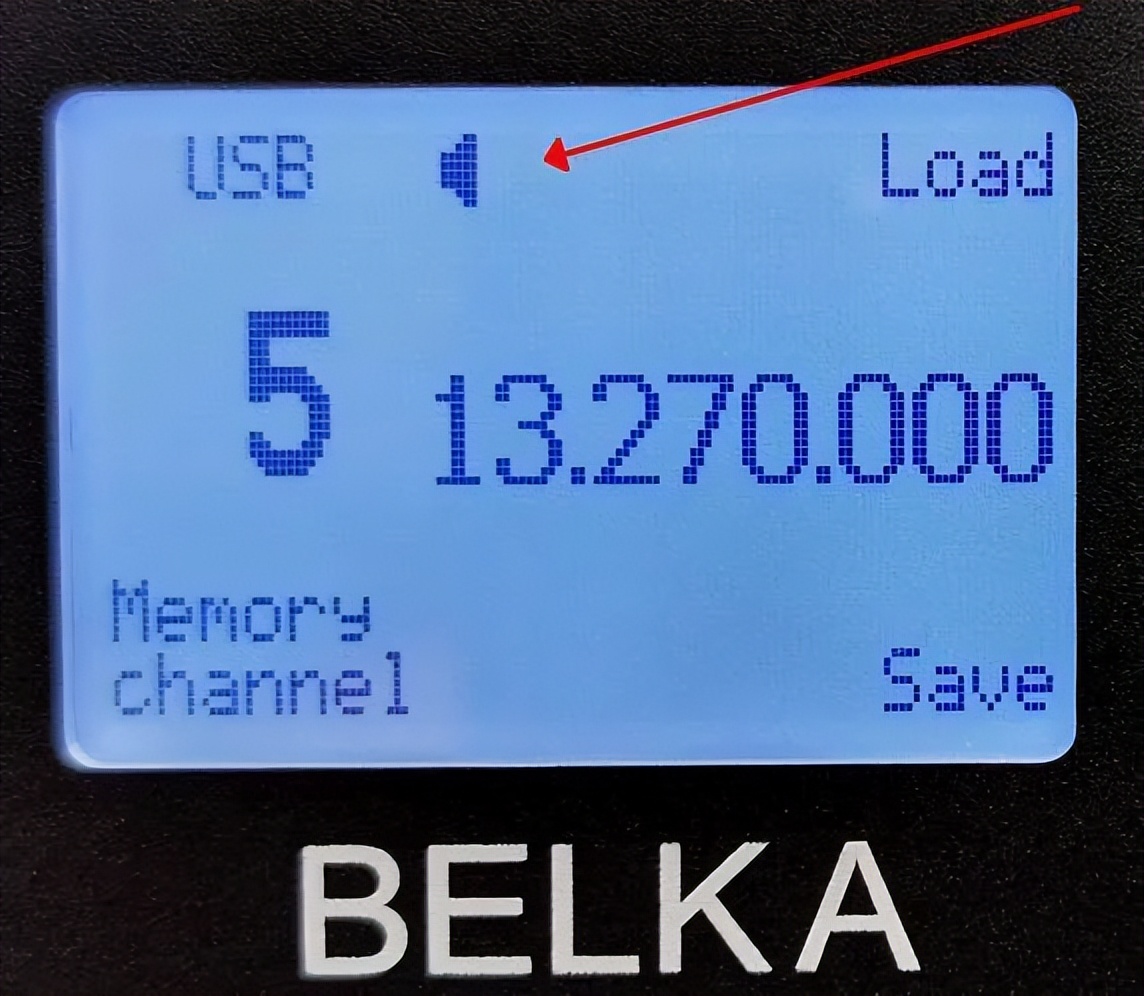 USB Load
5 13.270.000
Memory
channel Save
BELKA